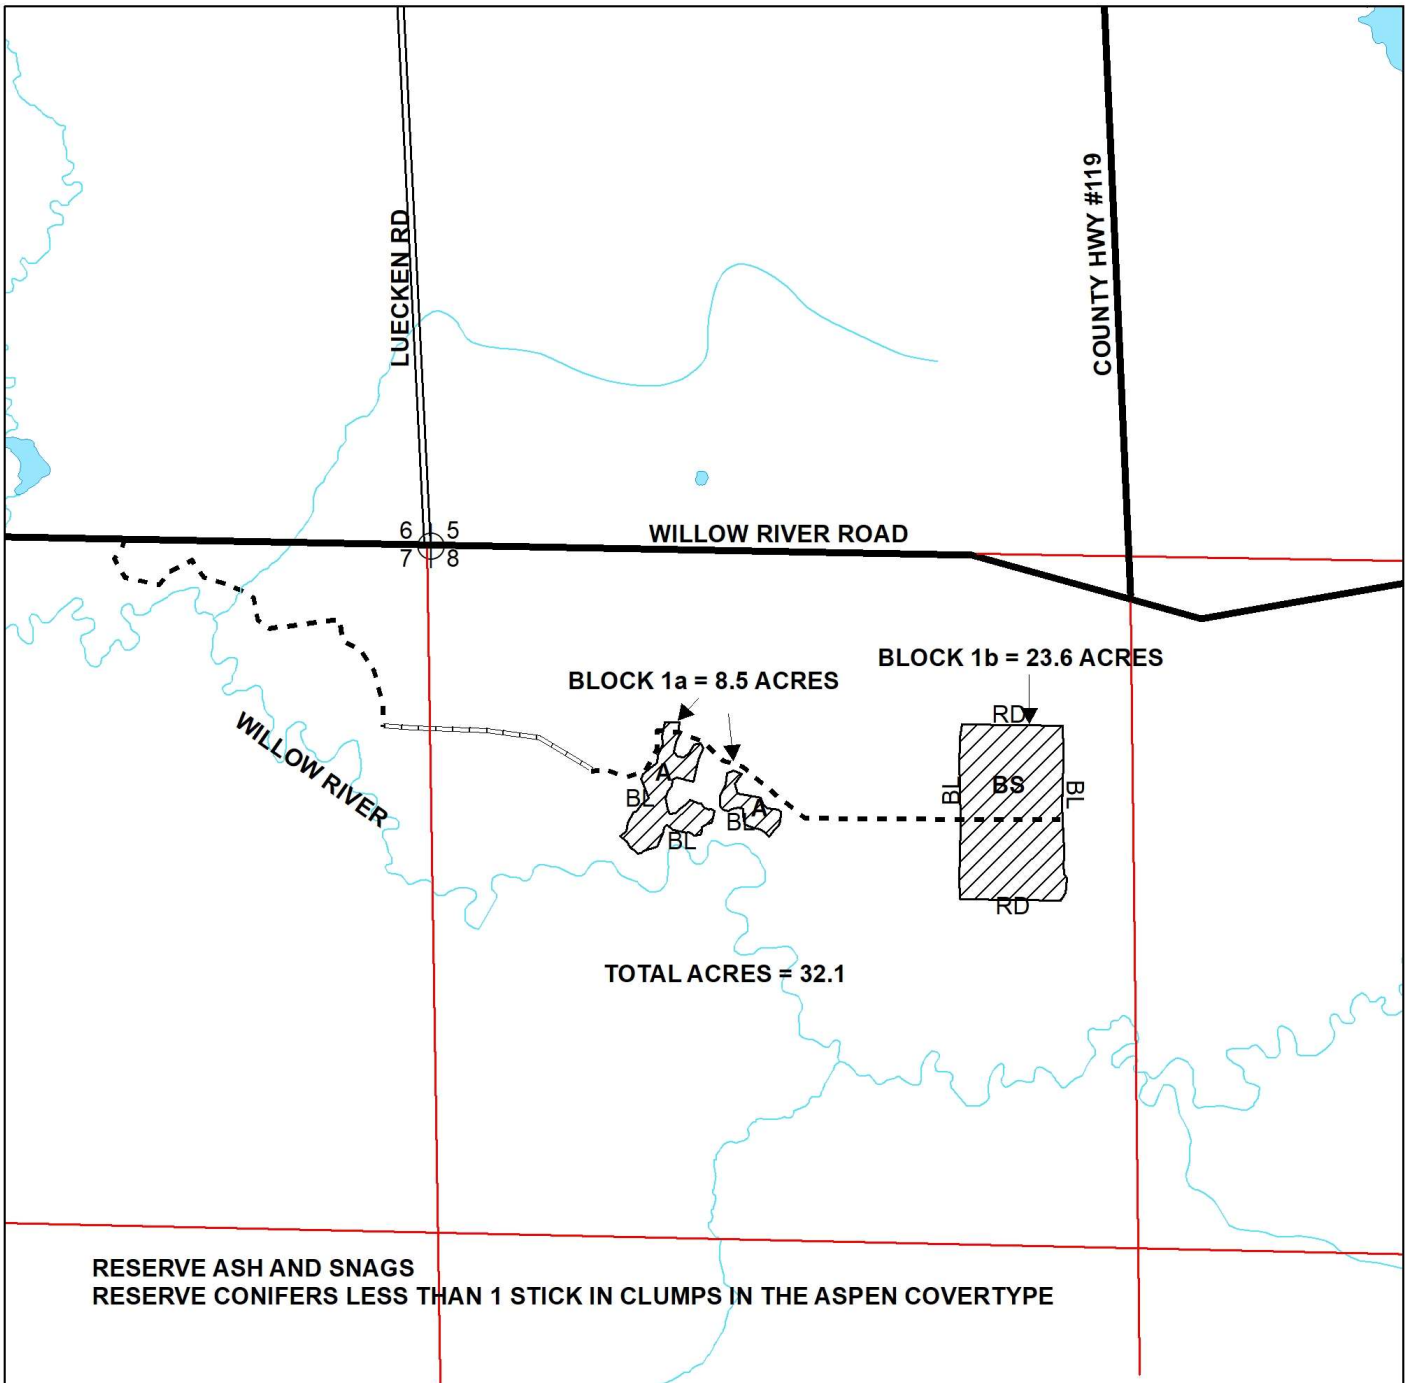 COUNTY HWY #119
LUECKEN RD
6 5
7 8
WILLOW RIVER ROAD
BLOCK 1b = 23.6 ACRES
BLOCK 1a = 8.5 ACRES
RD
WILLOW RIVER
A
BS
BL
BL
BL
A
BL
BL
RD
TOTAL ACRES = 32.1
RESERVE ASH AND SNAGS
RESERVE CONIFERS LESS THAN 1 STICK IN CLUMPS IN THE ASPEN COVERTYPE